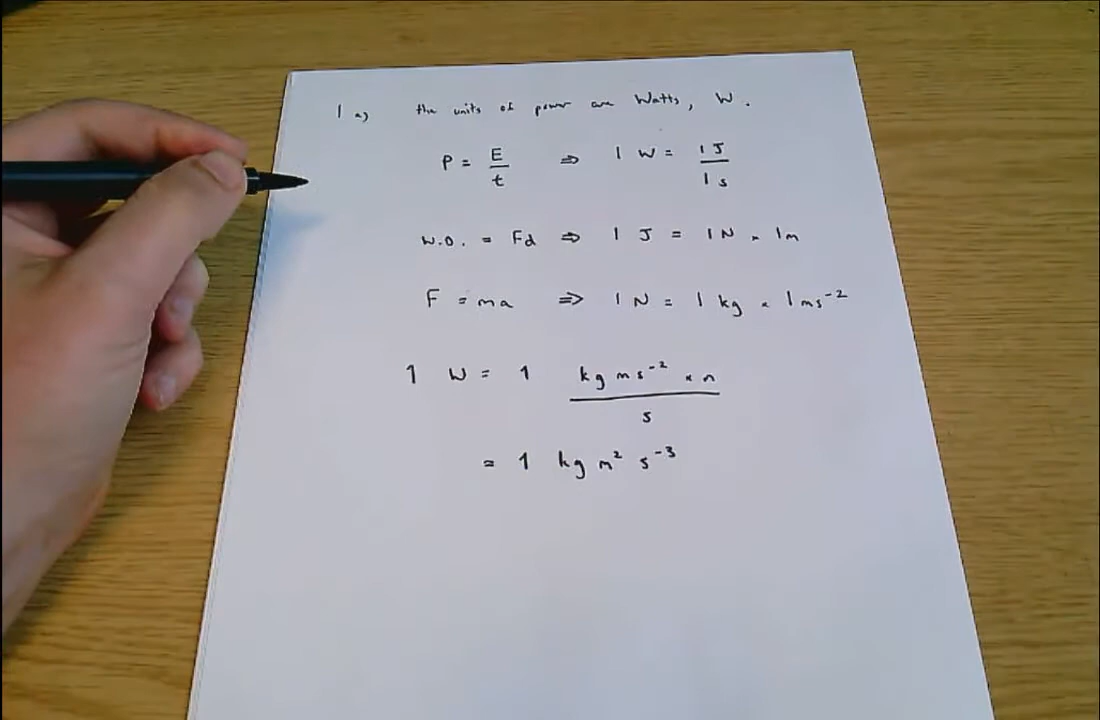 1 a) the units of power are Watts, W.
P = E/t ⇒ 1 W = 1 J/1 s
W.D. = Fd ⇒ 1 J = 1 N × 1 m
F = ma ⇒ 1 N = 1 kg × 1 ms⁻²
1 W = 1 kg ms⁻² × m/s
= 1 kg m² s⁻³